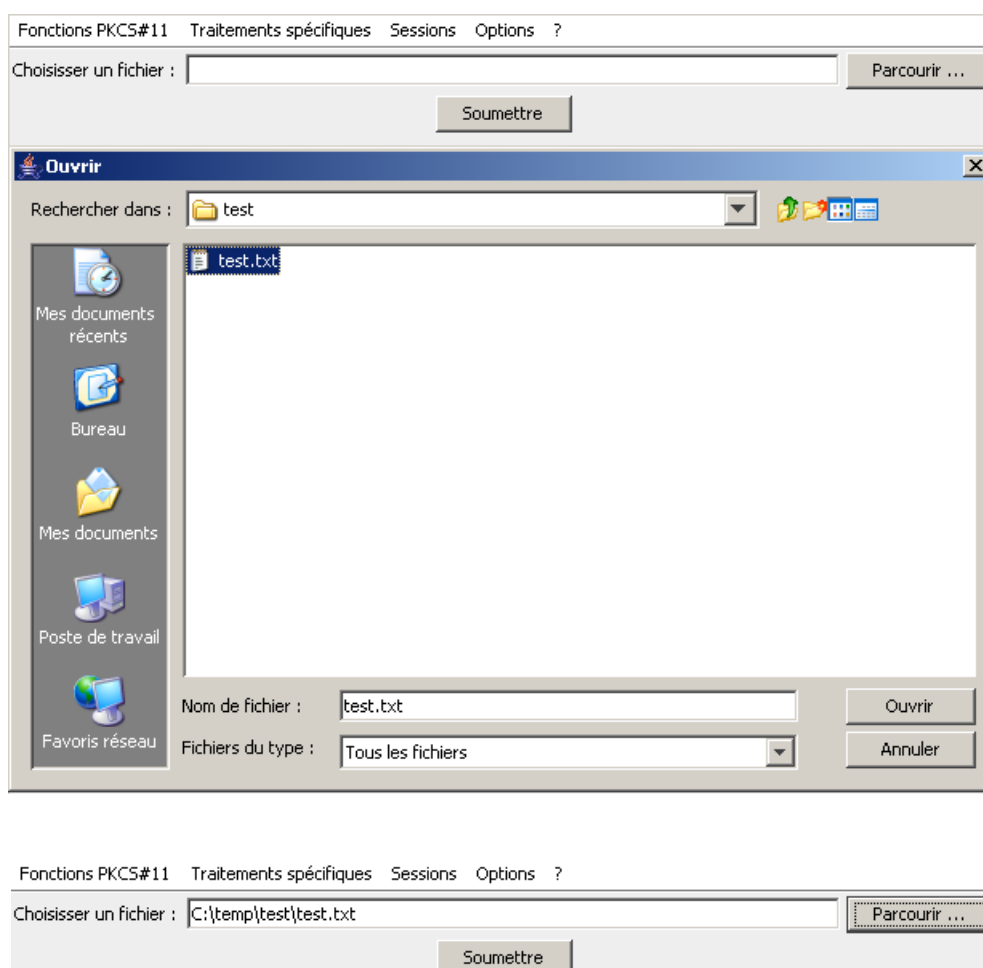 Fonctions PKCS#11 Traitements spécifiques Sessions Options ?
Choisisser un fichier : Parcourir ...
Soumettre
Ouvrir
Rechercher dans : test
test.txt
Mes documents
récents
Bureau
Mes documents
Poste de travail
Favoris réseau
Nom de fichier : test.txt Ouvrir
Fichiers du type : Tous les fichiers Annuler
Fonctions PKCS#11 Traitements spécifiques Sessions Options ?
Choisisser un fichier : C:\temp\test\test.txt Parcourir ...
Soumettre